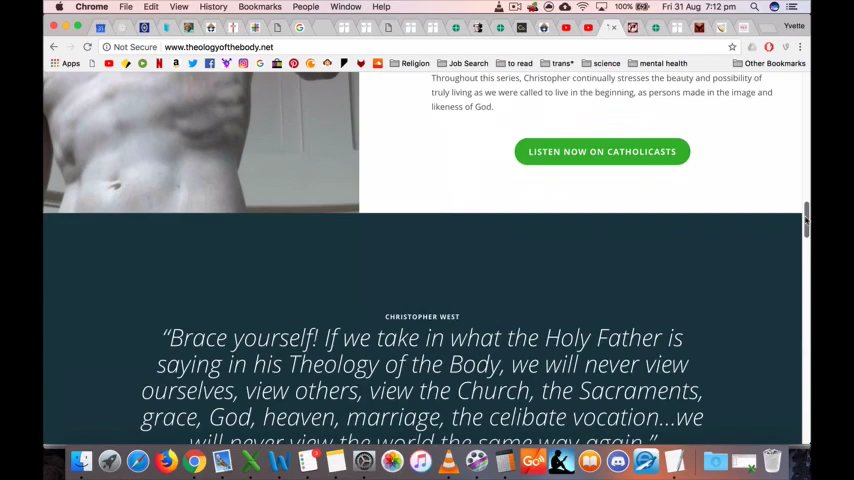 Chrome File Edit View History Bookmarks People Window Help 100% Fri 31 Aug 7:12 pm
Yvette
Not Secure www.theologyofthebody.net
Apps Religion Job Search to read trans* science mental health Other Bookmarks
Throughout this series, Christopher continually stresses the beauty and possibility of
truly living as we were called to live in the beginning, as persons made in the image and
likeness of God.
LISTEN NOW ON CATHOLICASTS
CHRISTOPHER WEST
“Brace yourself! If we take in what the Holy Father is
saying in his Theology of the Body, we will never view
ourselves, view others, view the Church, the Sacraments,
grace, God, heaven, marriage, the celibate vocation...we
will never view the world the same way again.”
Go